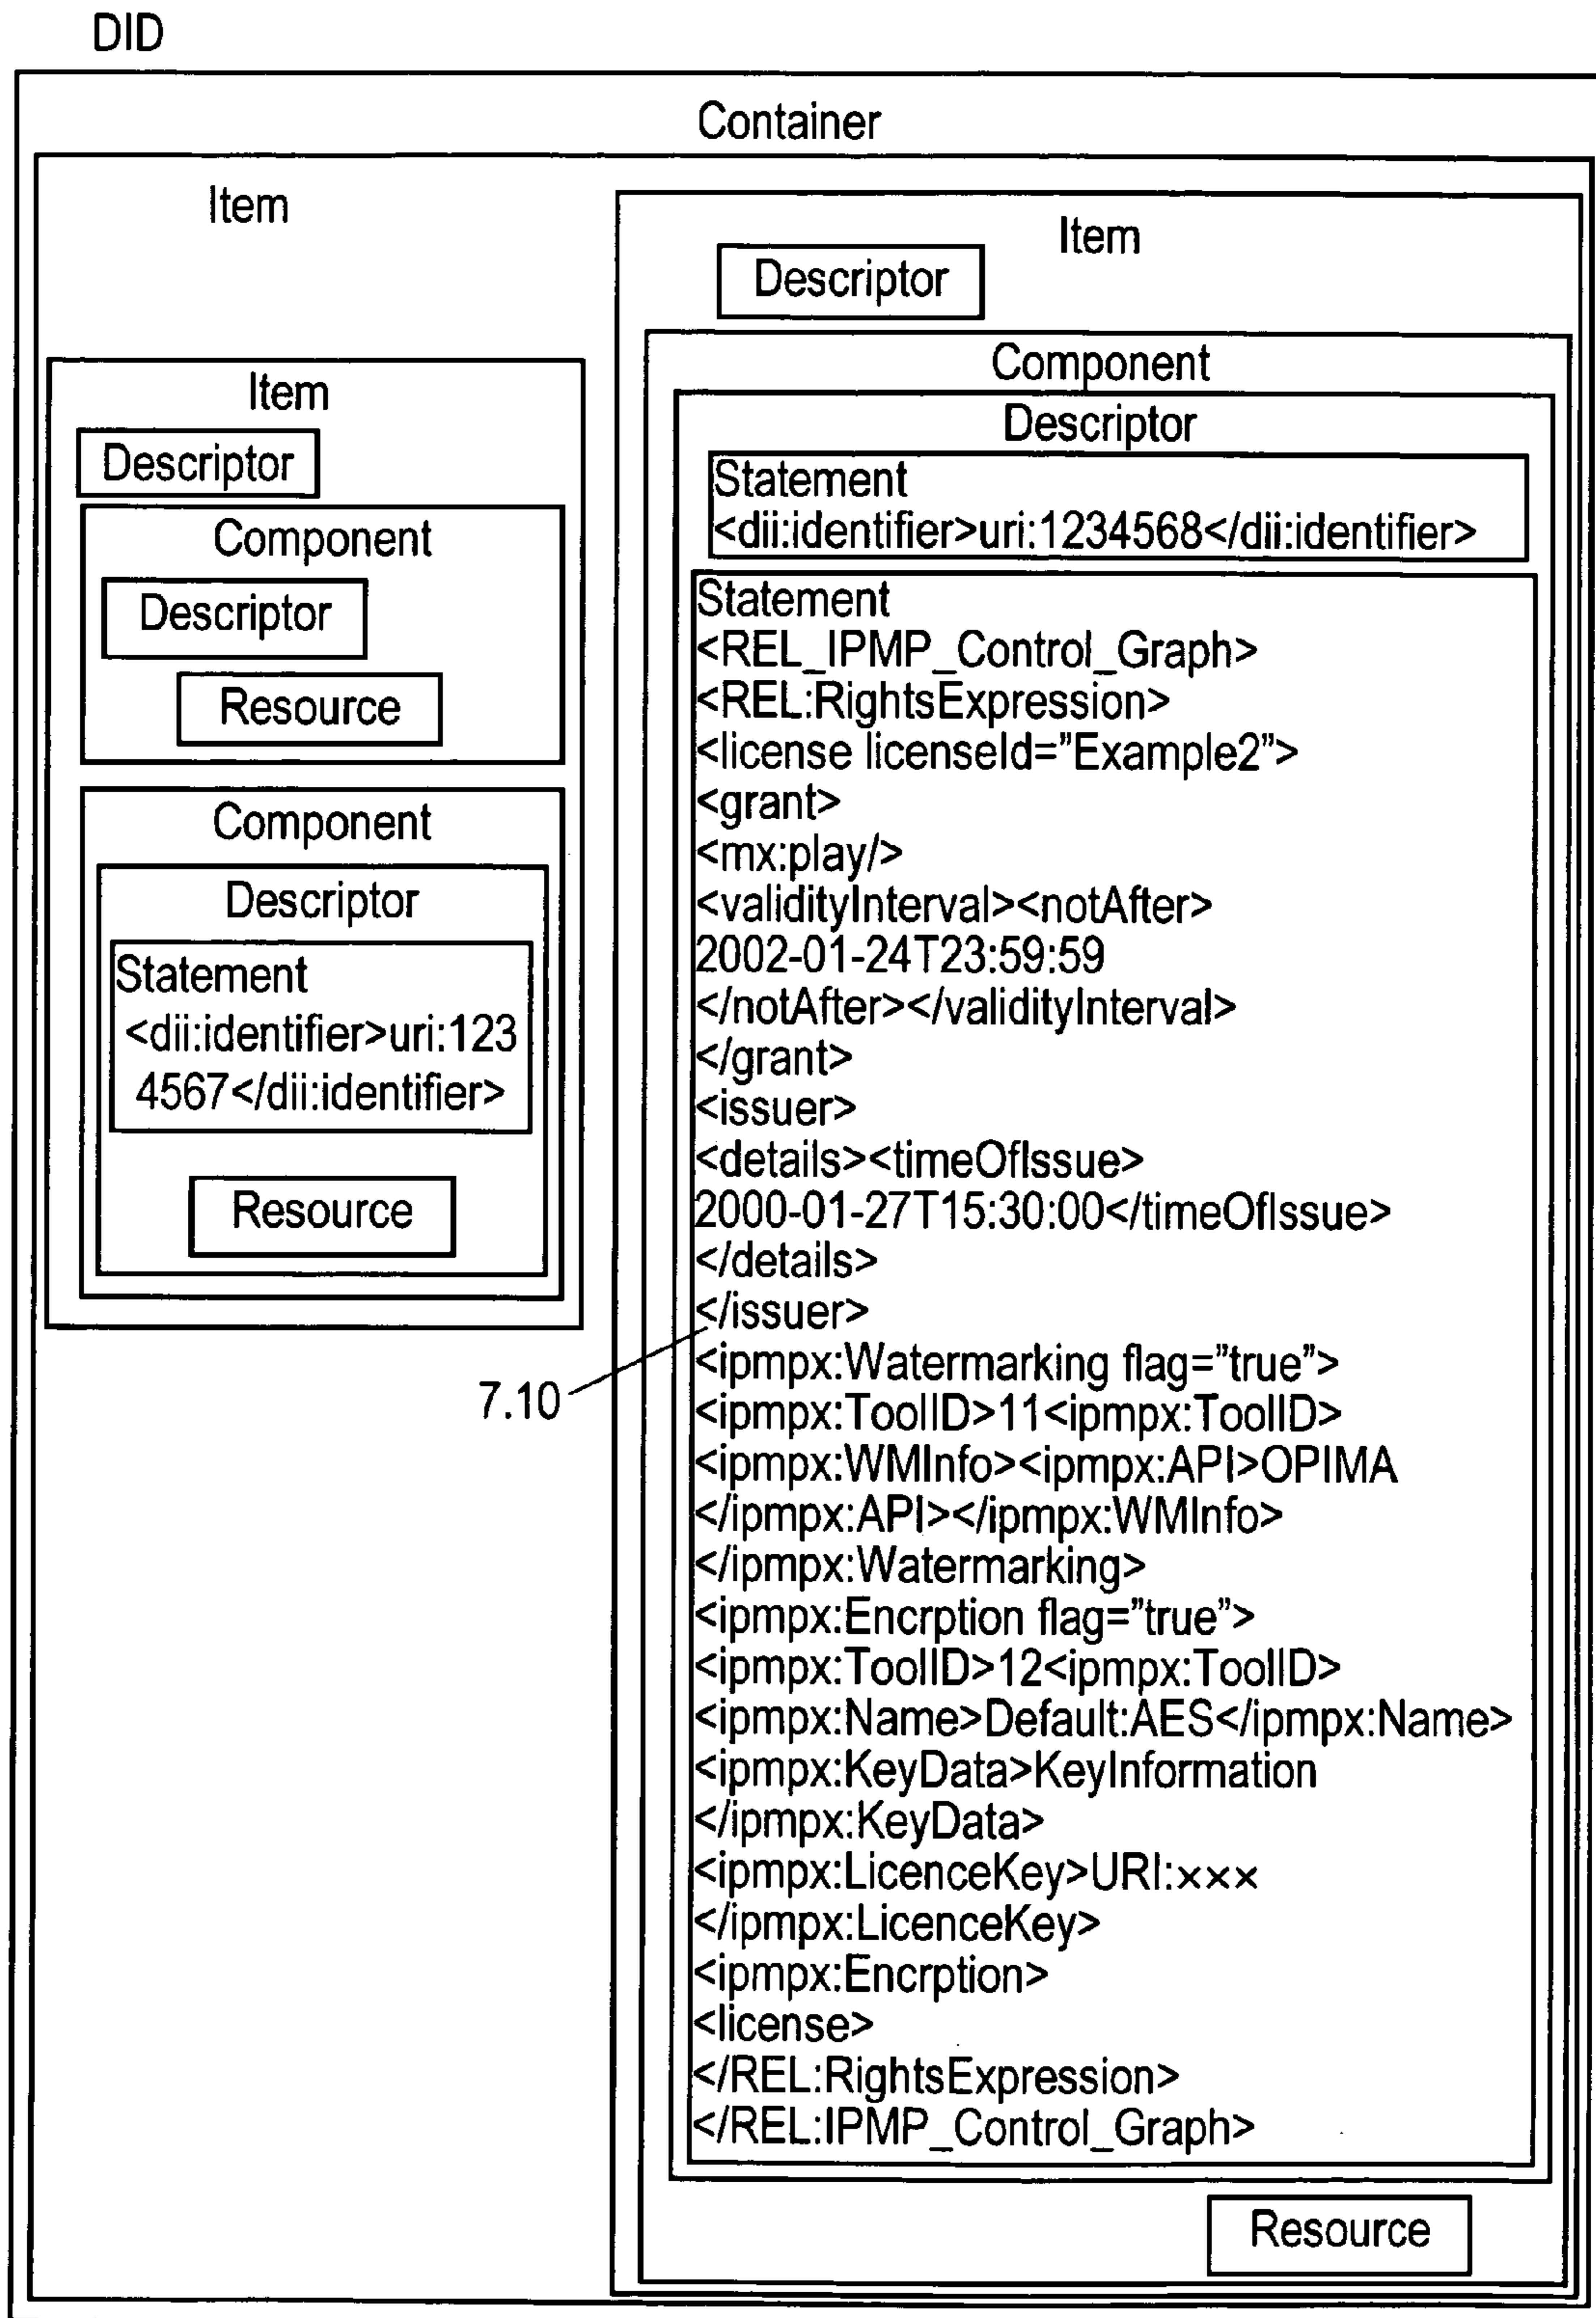 DID
Container
Item
Item
Descriptor
Component
Descriptor
Resource
Component
Descriptor
Statement
<dii:identifier>uri:123
4567</dii:identifier>
Resource
Item
Descriptor
Component
Descriptor
Statement
<dii:identifier>uri:1234568</dii:identifier>
Statement
<REL_IPMP_Control_Graph>
<REL:RightsExpression>
<license licenseId="Example2">
<grant>
<mx:play/>
<validityInterval><notAfter>
2002-01-24T23:59:59
</notAfter></validityInterval>
</grant>
<issuer>
<details><timeOfIssue>
2000-01-27T15:30:00</timeOfIssue>
</details>
</issuer>
7.10
<ipmpx:Watermarking flag="true">
<ipmpx:ToolID>11<ipmpx:ToolID>
<ipmpx:WMInfo><ipmpx:API>OPIMA
</ipmpx:API></ipmpx:WMInfo>
</ipmpx:Watermarking>
<ipmpx:Encrption flag="true">
<ipmpx:ToolID>12<ipmpx:ToolID>
<ipmpx:Name>Default:AES</ipmpx:Name>
<ipmpx:KeyData>KeyInformation
</ipmpx:KeyData>
<ipmpx:LicenceKey>URI:×××
</ipmpx:LicenceKey>
<ipmpx:Encrption>
<license>
</REL:RightsExpression>
</REL:IPMP_Control_Graph>
Resource